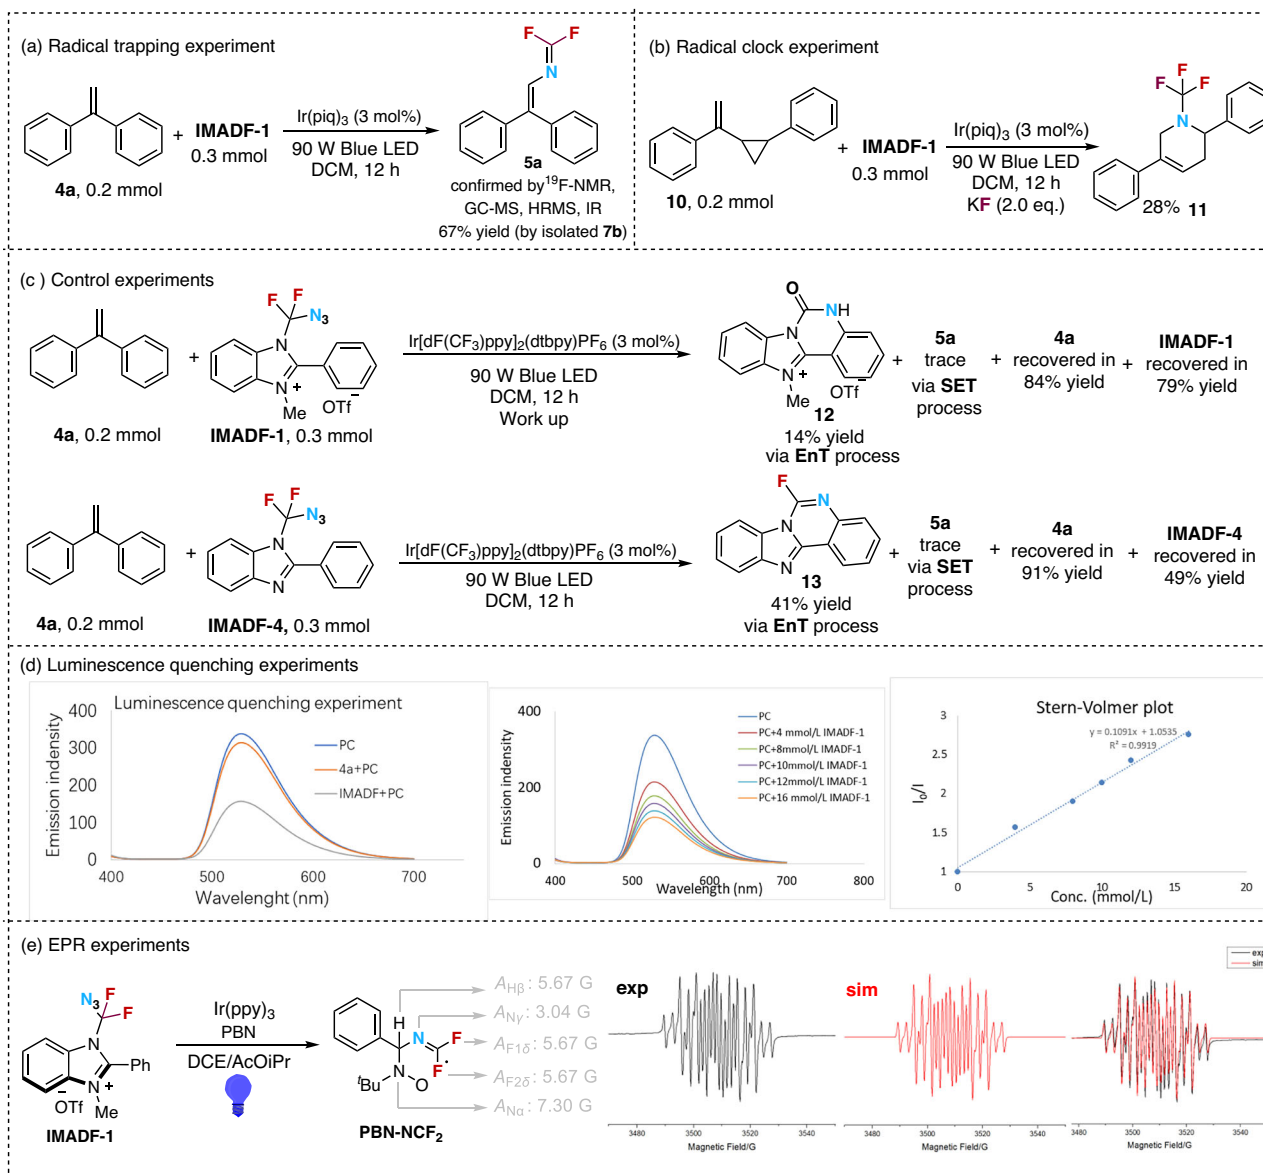 (a) Radical trapping experiment
4a, 0.2 mmol
+
IMADF-1
0.3 mmol
Ir(piq)3 (3 mol%)
90 W Blue LED
DCM, 12 h
F F
N
5a
confirmed by 19F-NMR,
GC-MS, HRMS, IR
67% yield (by isolated 7b)
(b) Radical clock experiment
10, 0.2 mmol
+
IMADF-1
0.3 mmol
Ir(piq)3 (3 mol%)
90 W Blue LED
DCM, 12 h
KF (2.0 eq.)
F
F F
N
28% 11
(c ) Control experiments
4a, 0.2 mmol
+
F F
N3
N
N
+
Me
OTf−
IMADF-1, 0.3 mmol
Ir[dF(CF3)ppy]2(dtbpy)PF6 (3 mol%)
90 W Blue LED
DCM, 12 h
Work up
O
NH
N
N
+
Me
OTf−
12
14% yield
via EnT process
+
5a
trace
via SET
process
+
4a
recovered in
84% yield
+
IMADF-1
recovered in
79% yield
4a, 0.2 mmol
+
F F
N3
N
N
IMADF-4, 0.3 mmol
Ir[dF(CF3)ppy]2(dtbpy)PF6 (3 mol%)
90 W Blue LED
DCM, 12 h
F
N
N
N
13
41% yield
via EnT process
+
5a
trace
via SET
process
+
4a
recovered in
91% yield
+
IMADF-4
recovered in
49% yield
(d) Luminescence quenching experiments
Luminescence quenching experiment
Emission indensity
400
300
200
100
0
400 500 600 700
Wavelenght (nm)
PC
4a+PC
IMADF+PC
Emission indensity
400
200
0
400 500 600 700 800
Wavelength (nm)
PC
PC+4 mmol/L IMADF-1
PC+8mmol/L IMADF-1
PC+10mmol/L IMADF-1
PC+12mmol/L IMADF-1
PC+16 mmol/L IMADF-1
Stern-Volmer plot
y = 0.1091x + 1.0535
R² = 0.9919
I0/I
3
2.5
2
1.5
1
0 5 10 15 20
Conc. (mmol/L)
(e) EPR experiments
N3
F
F
N
Ph
N
+
−
OTf
Me
IMADF-1
Ir(ppy)3
PBN
DCE/AcOiPr
H
N
F
F
N
O
tBu
PBN-NCF2
AHβ: 5.67 G
ANγ: 3.04 G
AF1δ: 5.67 G
AF2δ: 5.67 G
ANα: 7.30 G
exp
3480 3500 3520
Magnetic Field/G
sim
3480 3500 3520
Magnetic Field/G
exp
sim
3480 3500 3520
Magnetic Field/G